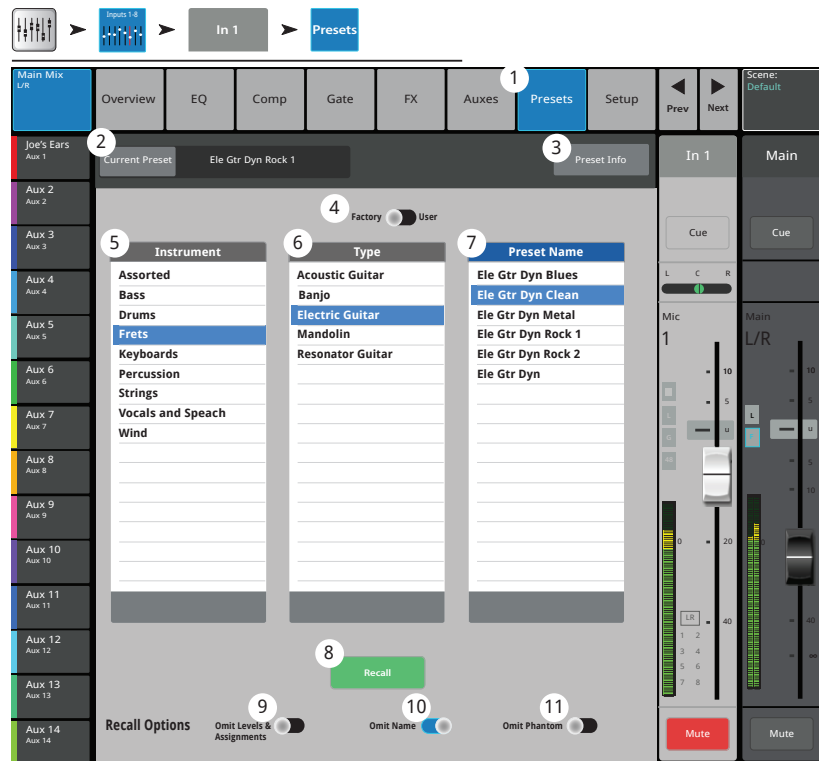 Inputs 1-8
In 1
Presets
Main Mix
L/R
Overview
EQ
Comp
Gate
FX
Auxes
1
Presets
Setup
Prev
Next
Scene:
Default
Joe's Ears
Aux 1
Aux 2
Aux 2
Aux 3
Aux 3
Aux 4
Aux 4
Aux 5
Aux 5
Aux 6
Aux 6
Aux 7
Aux 7
Aux 8
Aux 8
Aux 9
Aux 9
Aux 10
Aux 10
Aux 11
Aux 11
Aux 12
Aux 12
Aux 13
Aux 13
Aux 14
Aux 14
2
Current Preset
Ele Gtr Dyn Rock 1
3
Preset Info
4
Factory
User
5
Instrument
Assorted
Bass
Drums
Frets
Keyboards
Percussion
Strings
Vocals and Speach
Wind
6
Type
Acoustic Guitar
Banjo
Electric Guitar
Mandolin
Resonator Guitar
7
Preset Name
Ele Gtr Dyn Blues
Ele Gtr Dyn Clean
Ele Gtr Dyn Metal
Ele Gtr Dyn Rock 1
Ele Gtr Dyn Rock 2
Ele Gtr Dyn
8
Recall
Recall Options
9
Omit Levels &
Assignments
10
Omit Name
11
Omit Phantom
In 1
Cue
L C R
Mic
1
10
5
U
0
20
LR
40
1 2
3 4
5 6
7 8
Mute
Main
Cue
Main
L/R
10
5
L
U
5
10
20
40
∞
Mute